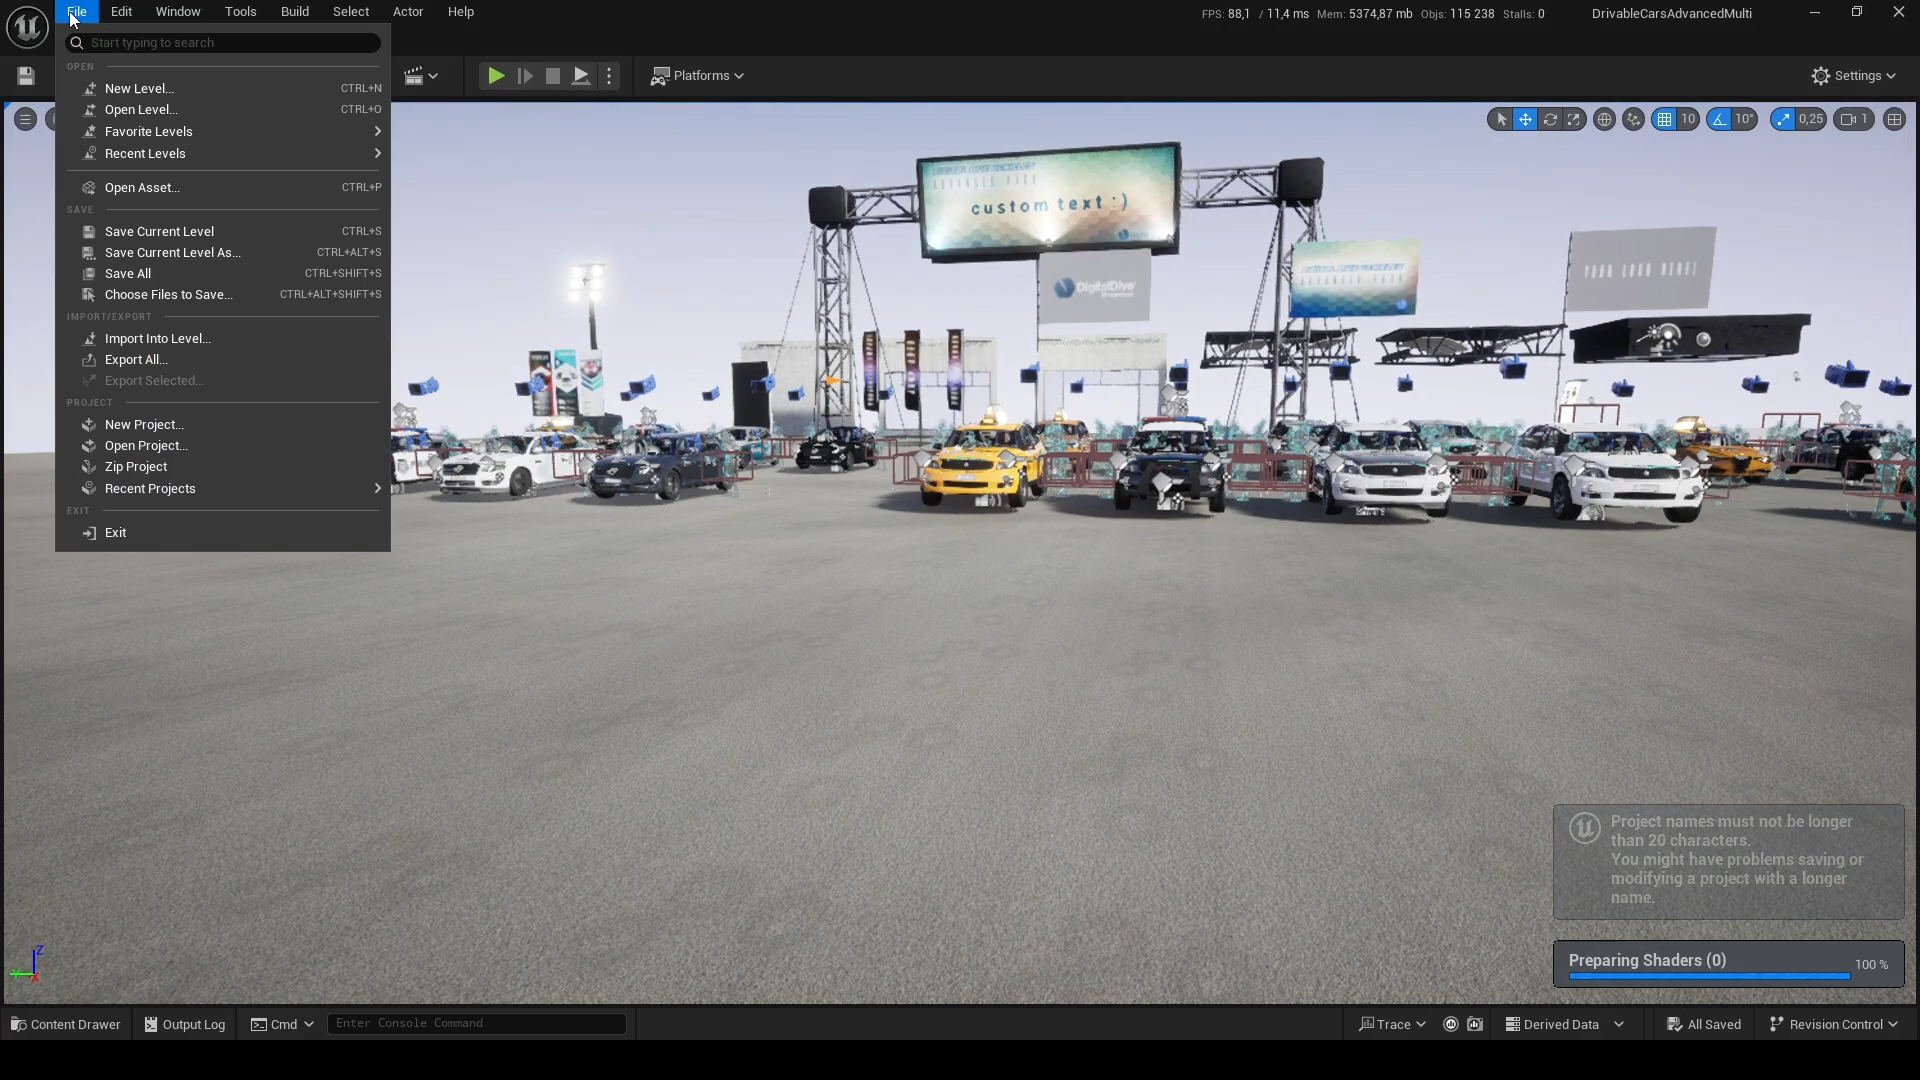 File Edit Window Tools Build Select Actor Help
FPS: 88,1 / 11,4 ms Mem: 5374,87 mb Objs: 115 238 Stalls: 0
DrivableCarsAdvancedMulti
Start typing to search
Platforms
Settings
OPEN
New Level... CTRL+N
Open Level... CTRL+O
Favorite Levels
Recent Levels
Open Asset... CTRL+P
SAVE
Save Current Level CTRL+S
Save Current Level As... CTRL+ALT+S
Save All CTRL+SHIFT+S
Choose Files to Save... CTRL+ALT+SHIFT+S
IMPORT/EXPORT
Import Into Level...
Export All...
Export Selected...
PROJECT
New Project...
Open Project...
Zip Project
Recent Projects
EXIT
Exit
10 10° 0,25 1
ADVANCED PACK
custom text :)
DigitalDive
ADVANCED PACK
YOUR LOGO HERE!
Project names must not be longer
than 20 characters.
You might have problems saving or
modifying a project with a longer
name.
Preparing Shaders (0) 100 %
Z
Content Drawer Output Log Cmd Enter Console Command Trace Derived Data All Saved Revision Control